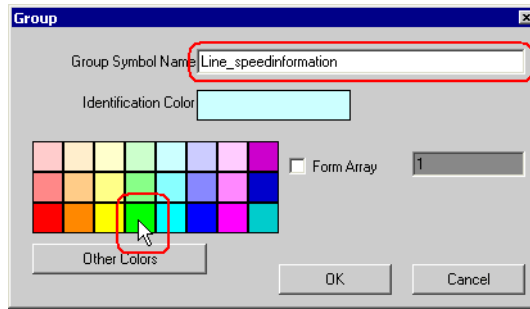 Group
Group Symbol Name Line_speedinformation
Identification Color
Form Array 1
Other Colors
OK Cancel